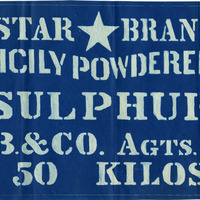 STAR ★ BRAN
ICILY POWDERE
SULPHU
B.&CO. AGTS.
50 KILOS